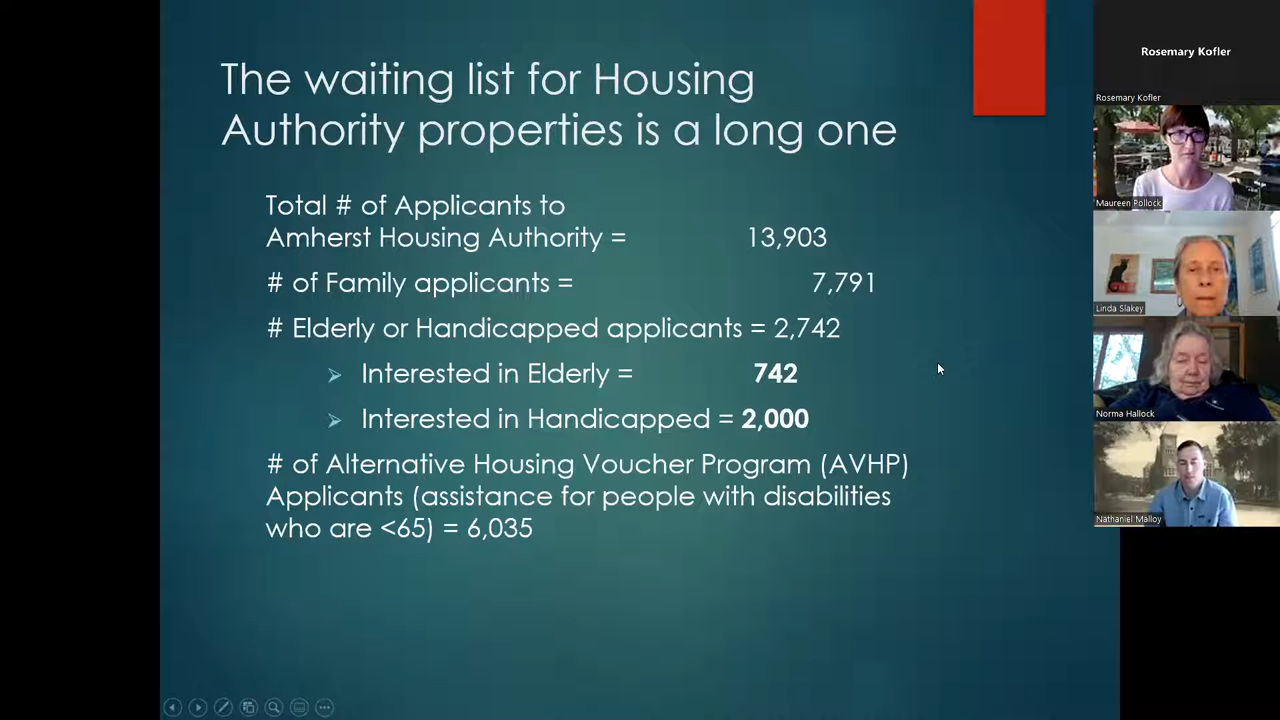 The waiting list for Housing
Authority properties is a long one
Total # of Applicants to
Amherst Housing Authority = 13,903
# of Family applicants = 7,791
# Elderly or Handicapped applicants = 2,742
Interested in Elderly = 742
Interested in Handicapped = 2,000
# of Alternative Housing Voucher Program (AVHP)
Applicants (assistance for people with disabilities
who are <65) = 6,035
Rosemary Kofler
Rosemary Kofler
Maureen Pollock
Linda Slakey
Norma Hallock
Nathaniel Malloy